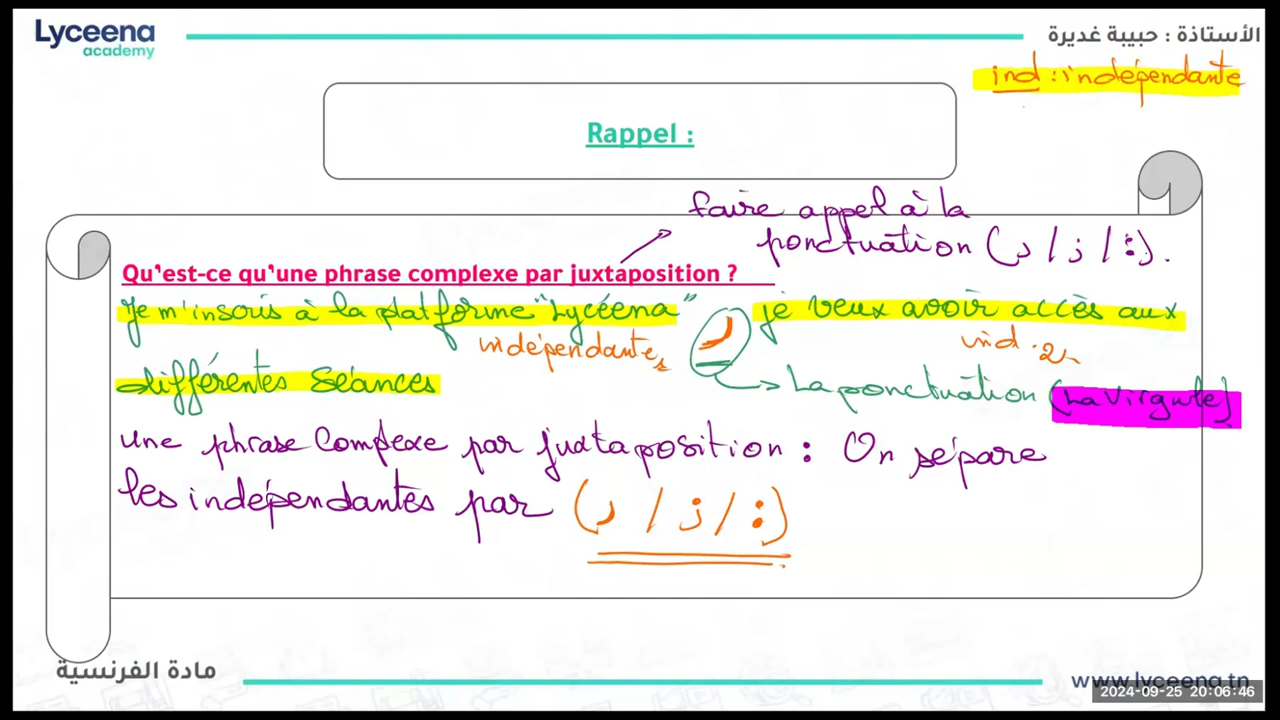 Lyceena
academy
الأستاذة : حبيبة غديرة
ind : indépendante
Rappel :
faire appel à la
ponctuation (, / ; / :).
Qu'est-ce qu'une phrase complexe par juxtaposition ?
Je m'inscris à la platforme "Lycéena" , je veux avoir accès aux
indépendante 1 ind. 2
différentes séances
La ponctuation (La Virgule)
une phrase complexe par juxtaposition : On sépare
les indépendantes par (, / ; / :)
مادة الفرنسية
www.lyceena.tn
2024-09-25 20:06:46